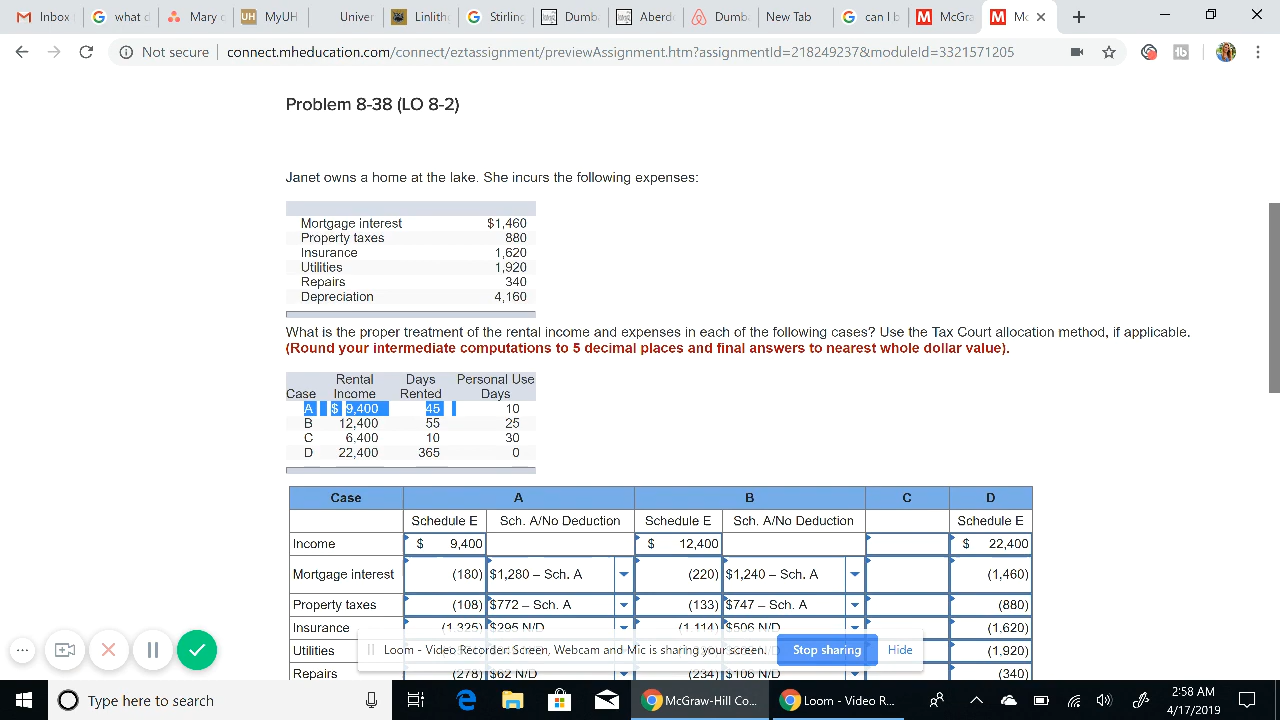 Inbox
what d
Mary
UH My l
Univer
Linlith
Stirling
Dumb
Aberd
Dumb
New Tab
can I b
McGra
Mc
Not secure | connect.mheducation.com/connect/eztassignment/previewAssignment.htm?assignmentId=218249237&moduleId=3321571205
Problem 8-38 (LO 8-2)
Janet owns a home at the lake. She incurs the following expenses:
Mortgage interest $1,460
Property taxes 880
Insurance 1,620
Utilities 1,920
Repairs 340
Depreciation 4,160
What is the proper treatment of the rental income and expenses in each of the following cases? Use the Tax Court allocation method, if applicable.
(Round your intermediate computations to 5 decimal places and final answers to nearest whole dollar value).
Rental Days Personal Use
Case Income Rented Days
A $ 9,400 45 10
B 12,400 55 25
C 6,400 10 30
D 22,400 365 0
Case A B C D
Schedule E Sch. A/No Deduction Schedule E Sch. A/No Deduction Schedule E
Income $ 9,400 $ 12,400 $ 22,400
Mortgage interest (180) $1,280 – Sch. A (220) $1,240 – Sch. A (1,460)
Property taxes (108) $772 – Sch. A (133) $747 – Sch. A (880)
Insurance (1,325) $295 N/D (1,114) $506 N/D (1,620)
Utilities (1,920)
Loom - Video Recorder: Screen, Webcam and Mic is sharing your screen. Stop sharing Hide
Repairs (278) $62 N/D (234) $106 N/D (340)
Type here to search
McGraw-Hill Co...
Loom - Video R...
2:58 AM
4/17/2019